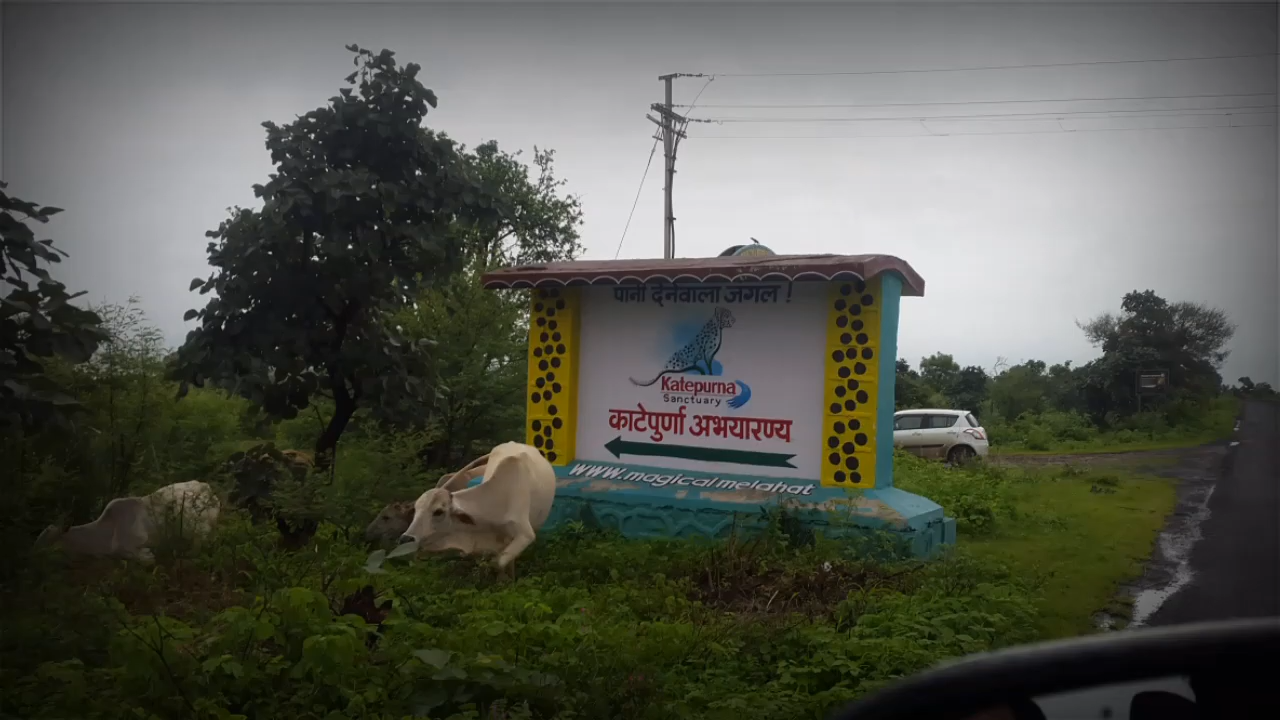 पानी देनेवाला जंगल !
Katepurna
Sanctuary
काटेपुर्णा अभयारण्य
www.magicalmelghat